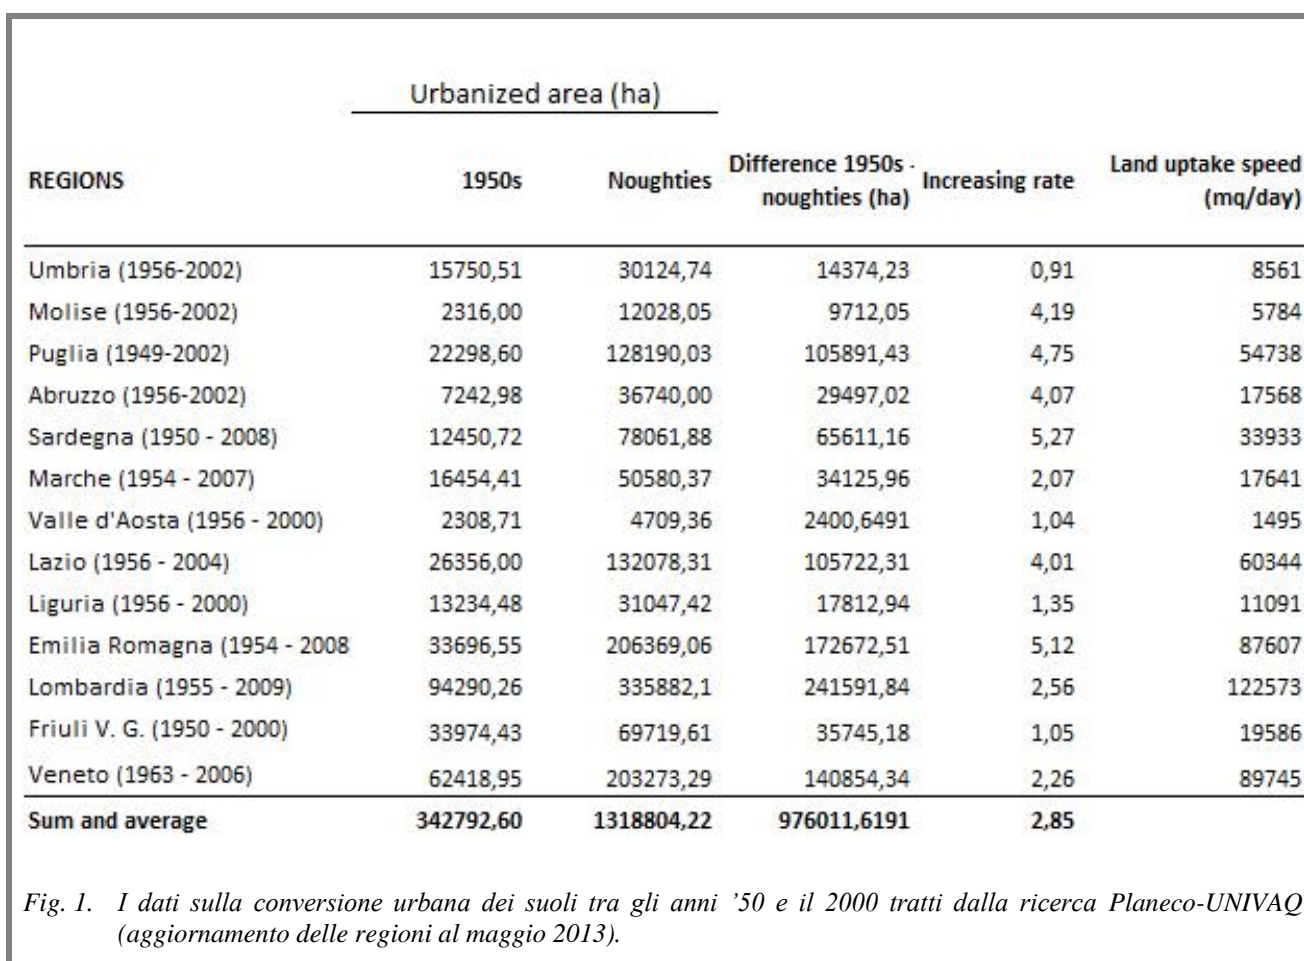 Urbanized area (ha)
REGIONS 1950s Noughties Difference 1950s - noughties (ha) Increasing rate Land uptake speed (mq/day)
Umbria (1956-2002) 15750,51 30124,74 14374,23 0,91 8561
Molise (1956-2002) 2316,00 12028,05 9712,05 4,19 5784
Puglia (1949-2002) 22298,60 128190,03 105891,43 4,75 54738
Abruzzo (1956-2002) 7242,98 36740,00 29497,02 4,07 17568
Sardegna (1950 - 2008) 12450,72 78061,88 65611,16 5,27 33933
Marche (1954 - 2007) 16454,41 50580,37 34125,96 2,07 17641
Valle d'Aosta (1956 - 2000) 2308,71 4709,36 2400,6491 1,04 1495
Lazio (1956 - 2004) 26356,00 132078,31 105722,31 4,01 60344
Liguria (1956 - 2000) 13234,48 31047,42 17812,94 1,35 11091
Emilia Romagna (1954 - 2008 33696,55 206369,06 172672,51 5,12 87607
Lombardia (1955 - 2009) 94290,26 335882,1 241591,84 2,56 122573
Friuli V. G. (1950 - 2000) 33974,43 69719,61 35745,18 1,05 19586
Veneto (1963 - 2006) 62418,95 203273,29 140854,34 2,26 89745
Sum and average 342792,60 1318804,22 976011,6191 2,85
Fig. 1. I dati sulla conversione urbana dei suoli tra gli anni ’50 e il 2000 tratti dalla ricerca Planeco-UNIVAQ
(aggiornamento delle regioni al maggio 2013).